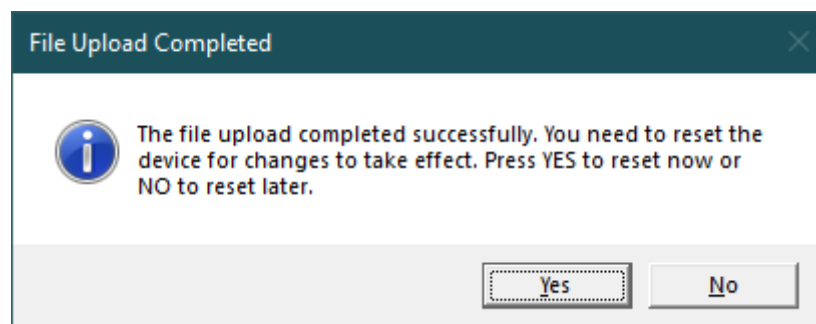 File Upload Completed
The file upload completed successfully. You need to reset the
device for changes to take effect. Press YES to reset now or
NO to reset later.
Yes
No